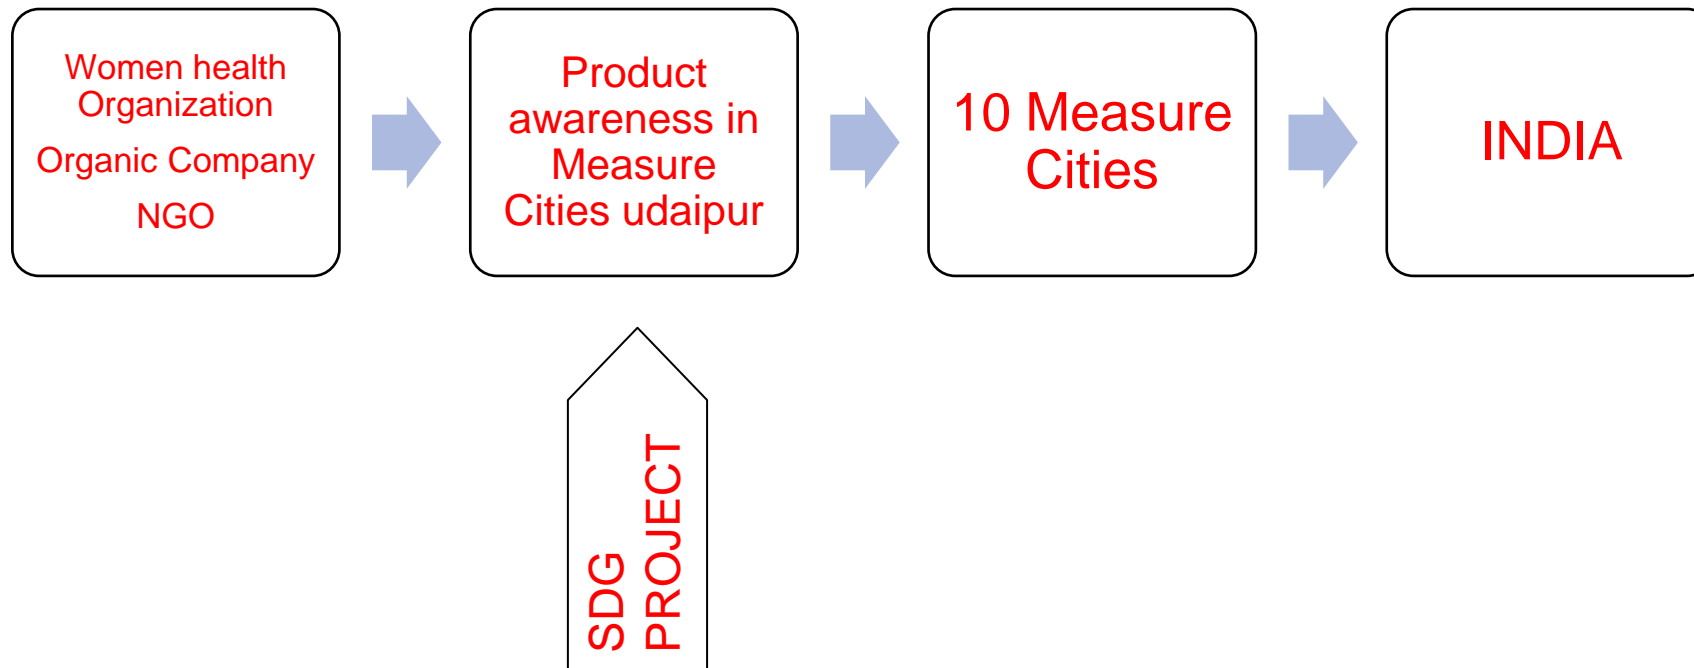 Women health
Organization
Organic Company
NGO
Product
awareness in
Measure
Cities udaipur
10 Measure
Cities
INDIA
SDG
PROJECT